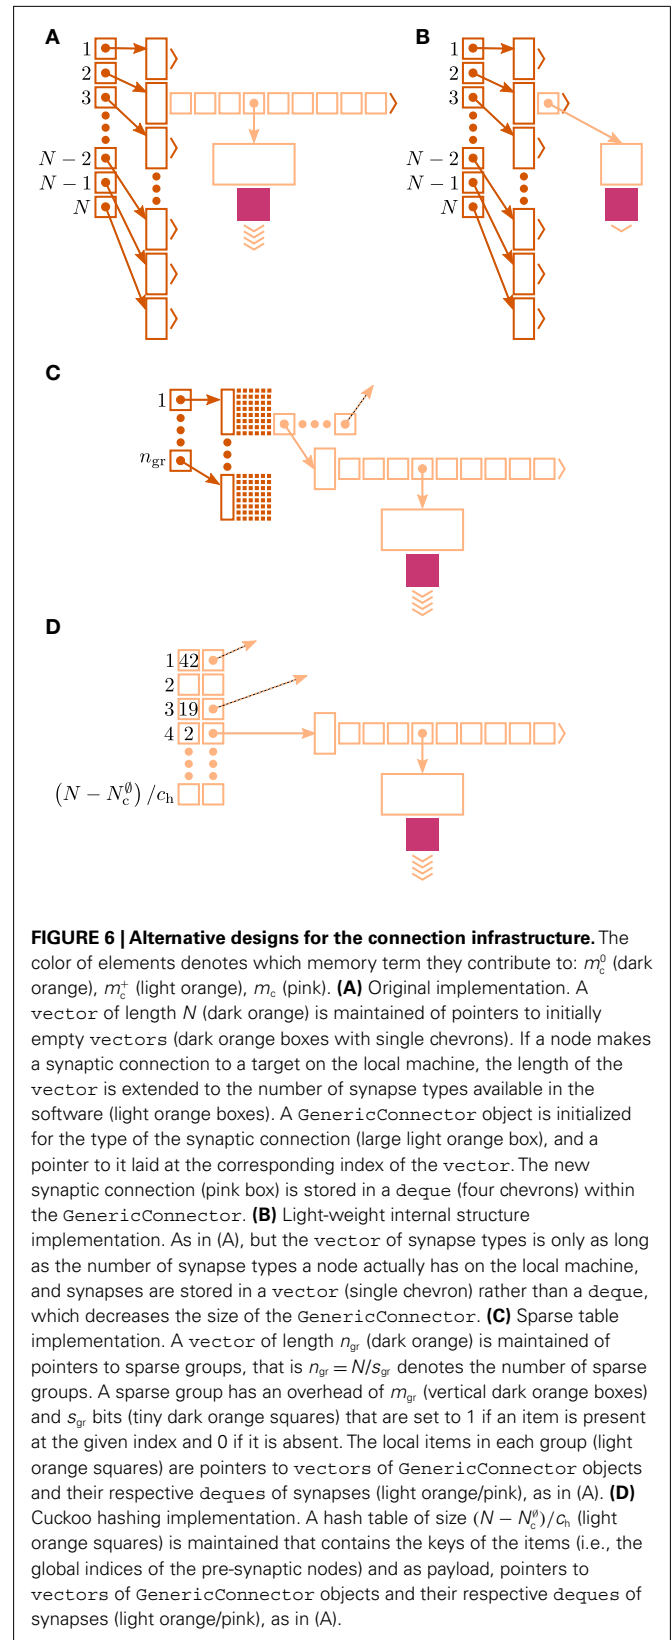 A
B
1
2
3
N − 2
N − 1
N
1
2
3
N − 2
N − 1
N
C
1
n_gr
D
1 42
2
3 19
4 2
(N − N_c^∅) /c_h
FIGURE 6 | Alternative designs for the connection infrastructure. The
color of elements denotes which memory term they contribute to: m_c^0 (dark
orange), m_c^+ (light orange), m_c (pink). (A) Original implementation. A
vector of length N (dark orange) is maintained of pointers to initially
empty vectors (dark orange boxes with single chevrons). If a node makes
a synaptic connection to a target on the local machine, the length of the
vector is extended to the number of synapse types available in the
software (light orange boxes). A GenericConnector object is initialized
for the type of the synaptic connection (large light orange box), and a
pointer to it laid at the corresponding index of the vector. The new
synaptic connection (pink box) is stored in a deque (four chevrons) within
the GenericConnector. (B) Light-weight internal structure
implementation. As in (A), but the vector of synapse types is only as long
as the number of synapse types a node actually has on the local machine,
and synapses are stored in a vector (single chevron) rather than a deque,
which decreases the size of the GenericConnector. (C) Sparse table
implementation. A vector of length n_gr (dark orange) is maintained of
pointers to sparse groups, that is n_gr = N/s_gr denotes the number of sparse
groups. A sparse group has an overhead of m_gr (vertical dark orange boxes)
and s_gr bits (tiny dark orange squares) that are set to 1 if an item is present
at the given index and 0 if it is absent. The local items in each group (light
orange squares) are pointers to vectors of GenericConnector objects
and their respective deques of synapses (light orange/pink), as in (A). (D)
Cuckoo hashing implementation. A hash table of size (N − N_c^∅)/c_h (light
orange squares) is maintained that contains the keys of the items (i.e., the
global indices of the pre-synaptic nodes) and as payload, pointers to
vectors of GenericConnector objects and their respective deques of
synapses (light orange/pink), as in (A).